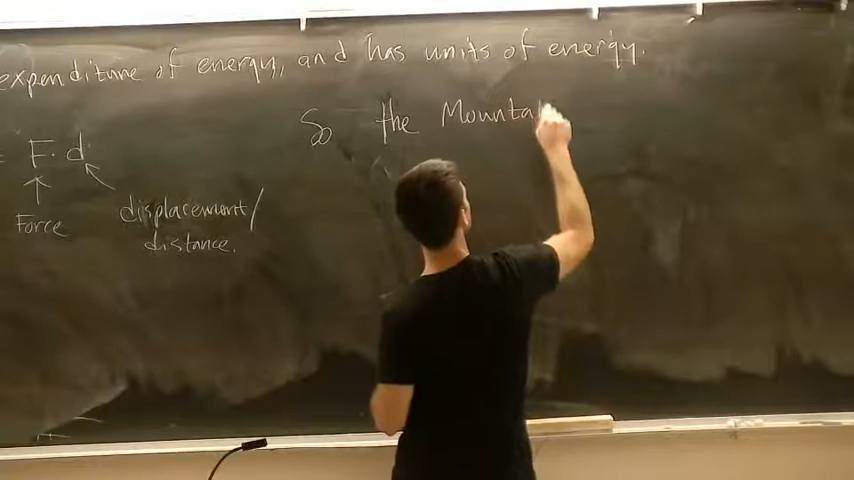 expenditure of energy, and has units of energy.
= F · d
Force
displacement/
distance.
So the Mounta